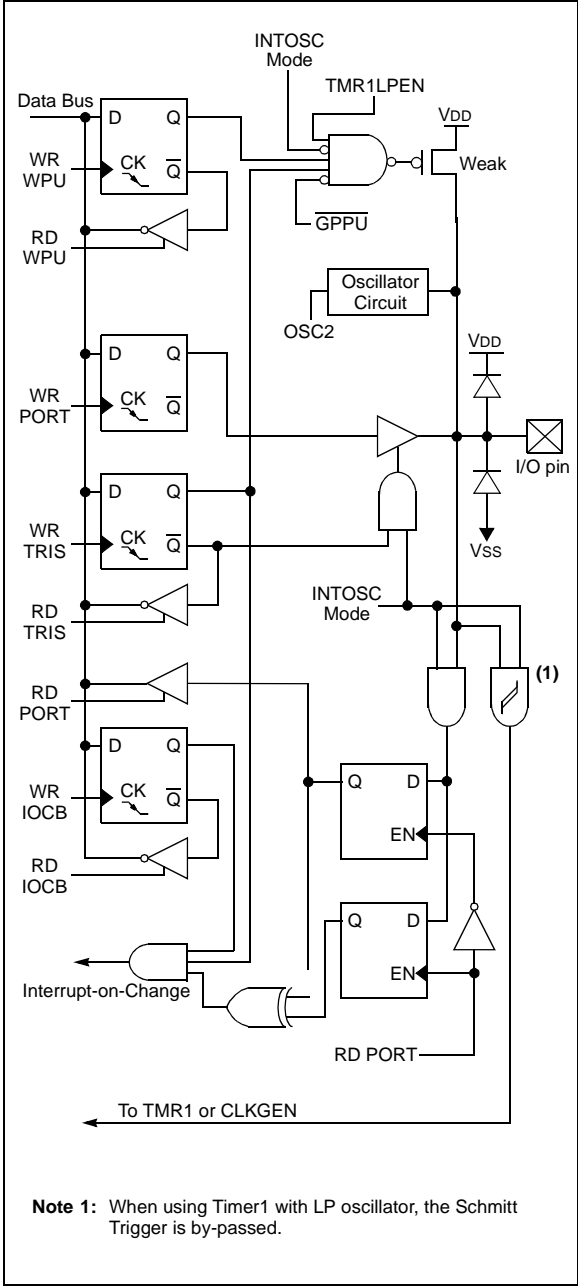 INTOSC
Mode
TMR1LPEN
Data Bus
D Q
VDD
WR
WPU
CK
Q
Weak
RD
WPU
GPPU
Oscillator
Circuit
OSC2
VDD
D Q
WR
PORT
CK
Q
I/O pin
D Q
WR
TRIS
CK
Q
VSS
RD
TRIS
INTOSC
Mode
RD
PORT
(1)
D Q
WR
IOCB
CK
Q
Q D
EN
RD
IOCB
Q D
EN
Interrupt-on-Change
RD PORT
To TMR1 or CLKGEN
Note 1: When using Timer1 with LP oscillator, the Schmitt
Trigger is by-passed.